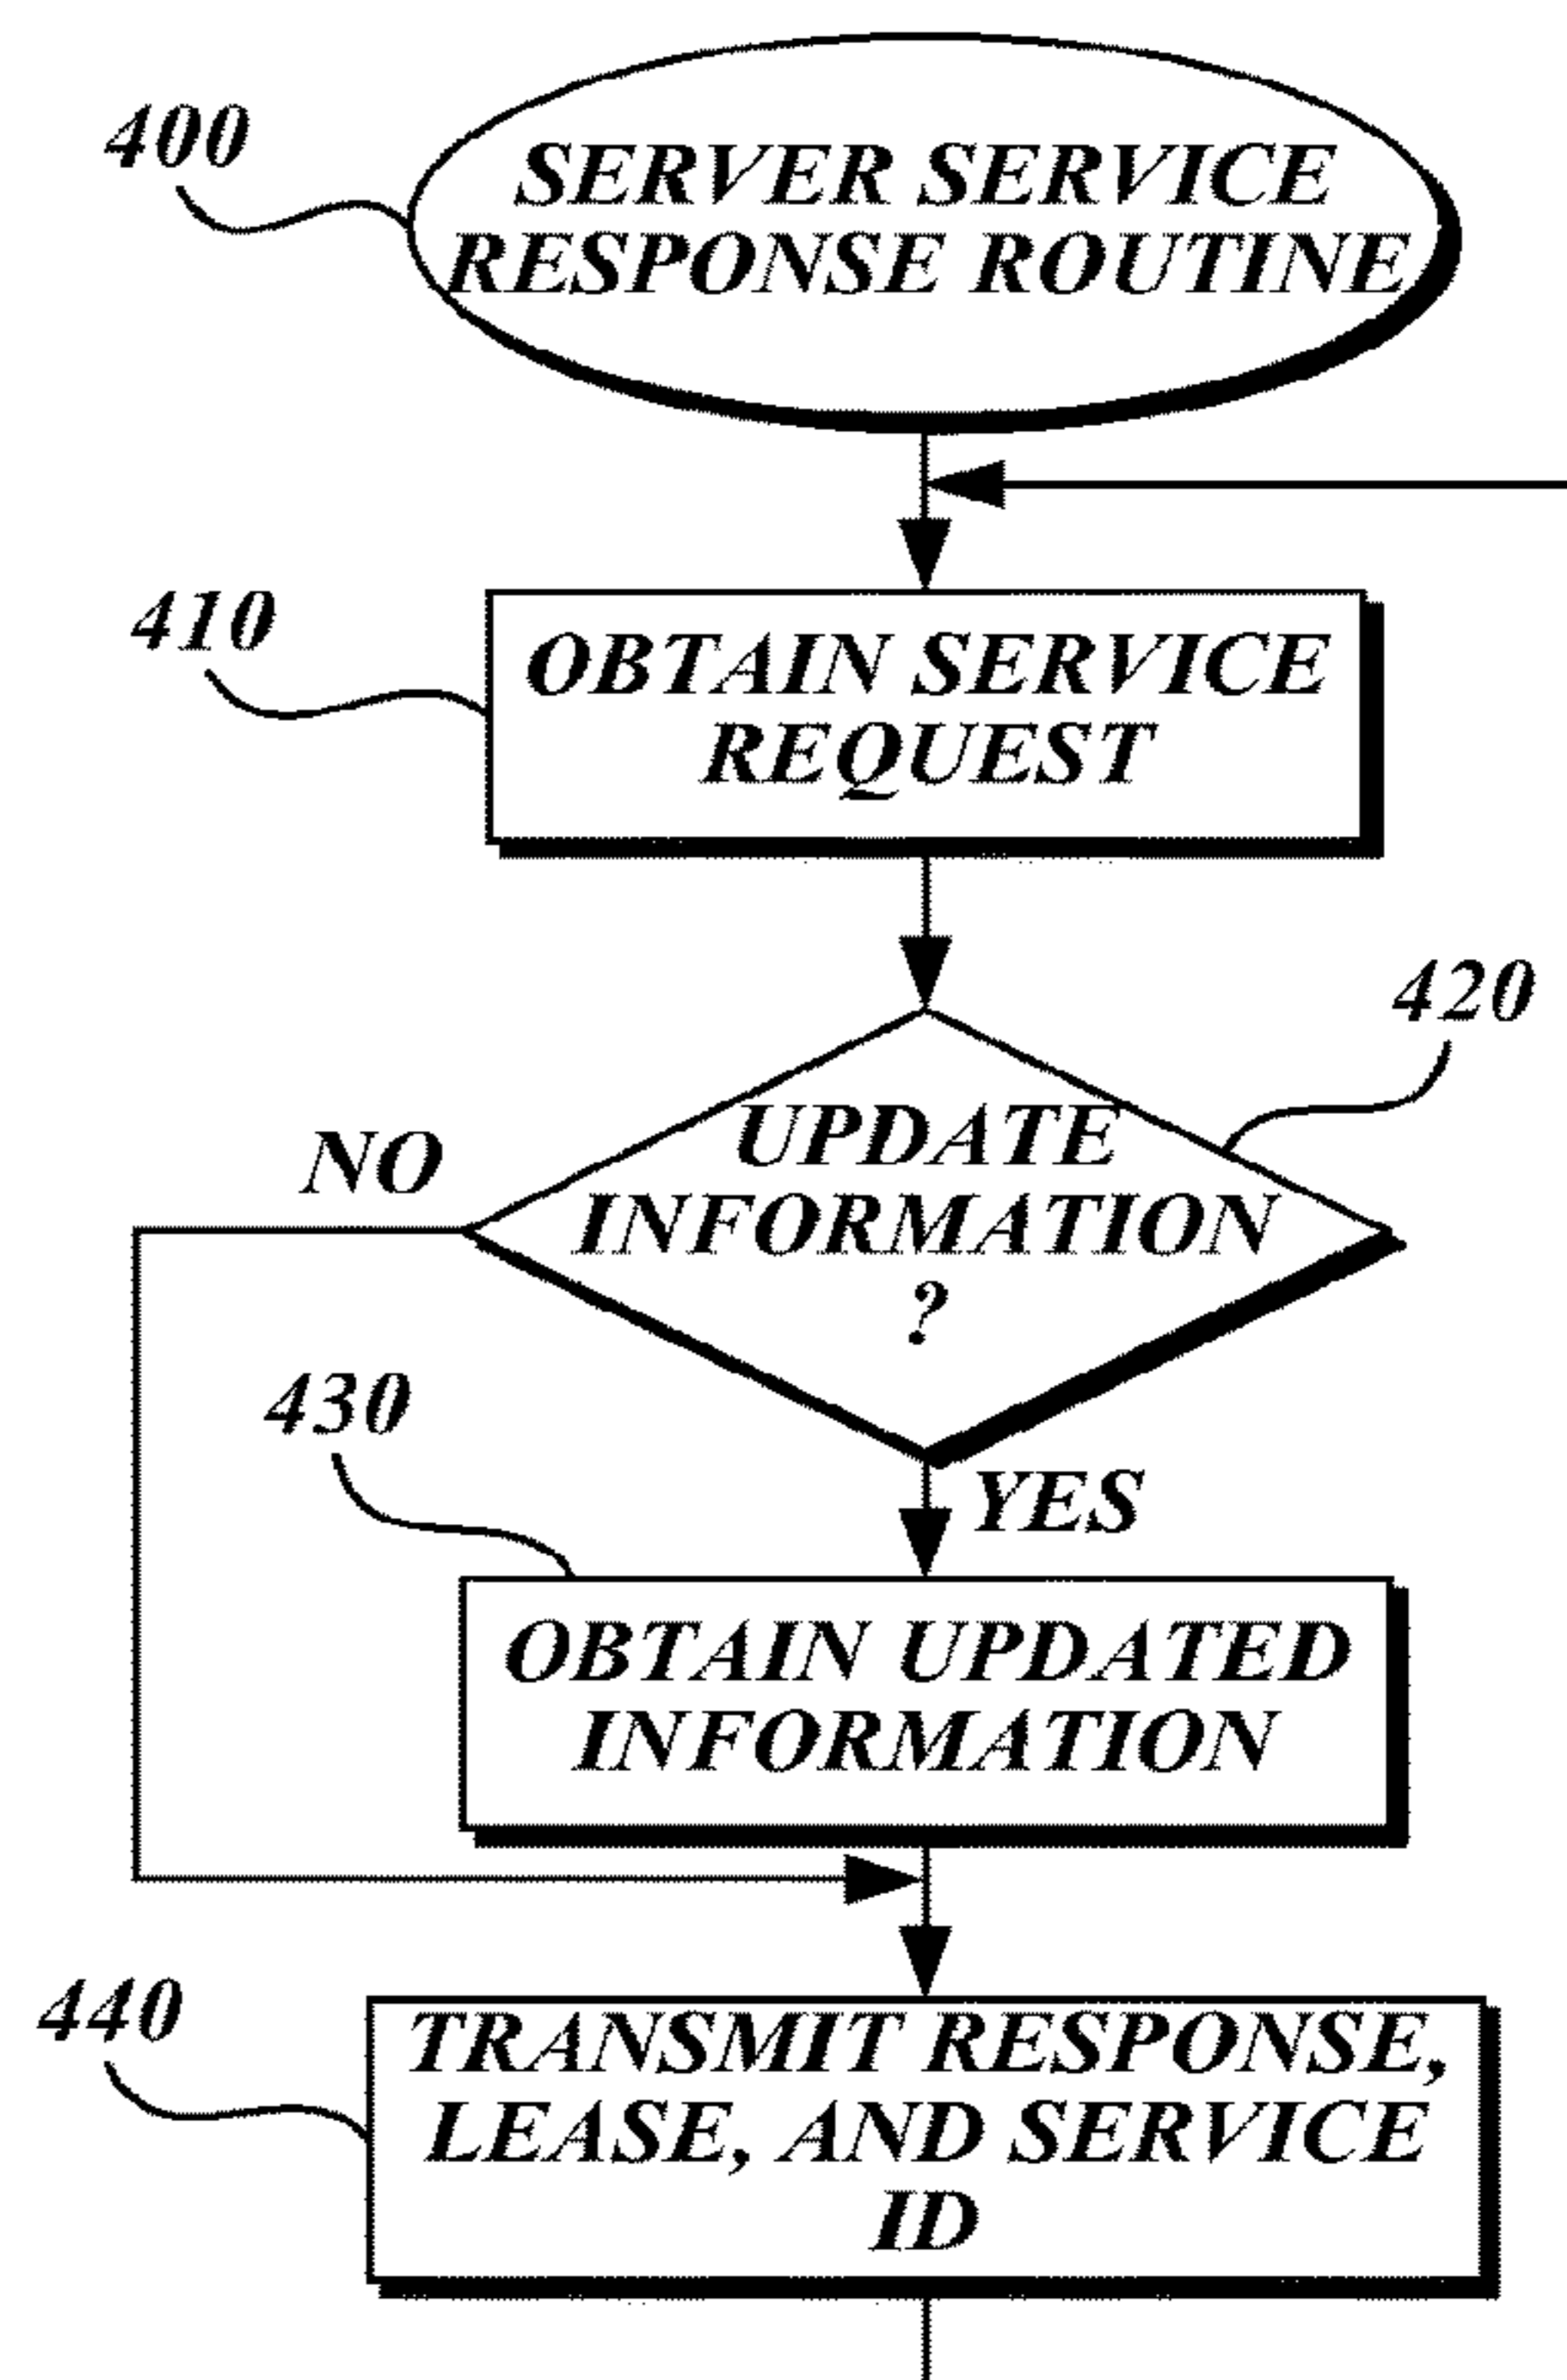 400
SERVER SERVICE
RESPONSE ROUTINE
410
OBTAIN SERVICE
REQUEST
420
UPDATE
INFORMATION
?
NO
430
YES
OBTAIN UPDATED
INFORMATION
440
TRANSMIT RESPONSE,
LEASE, AND SERVICE
ID